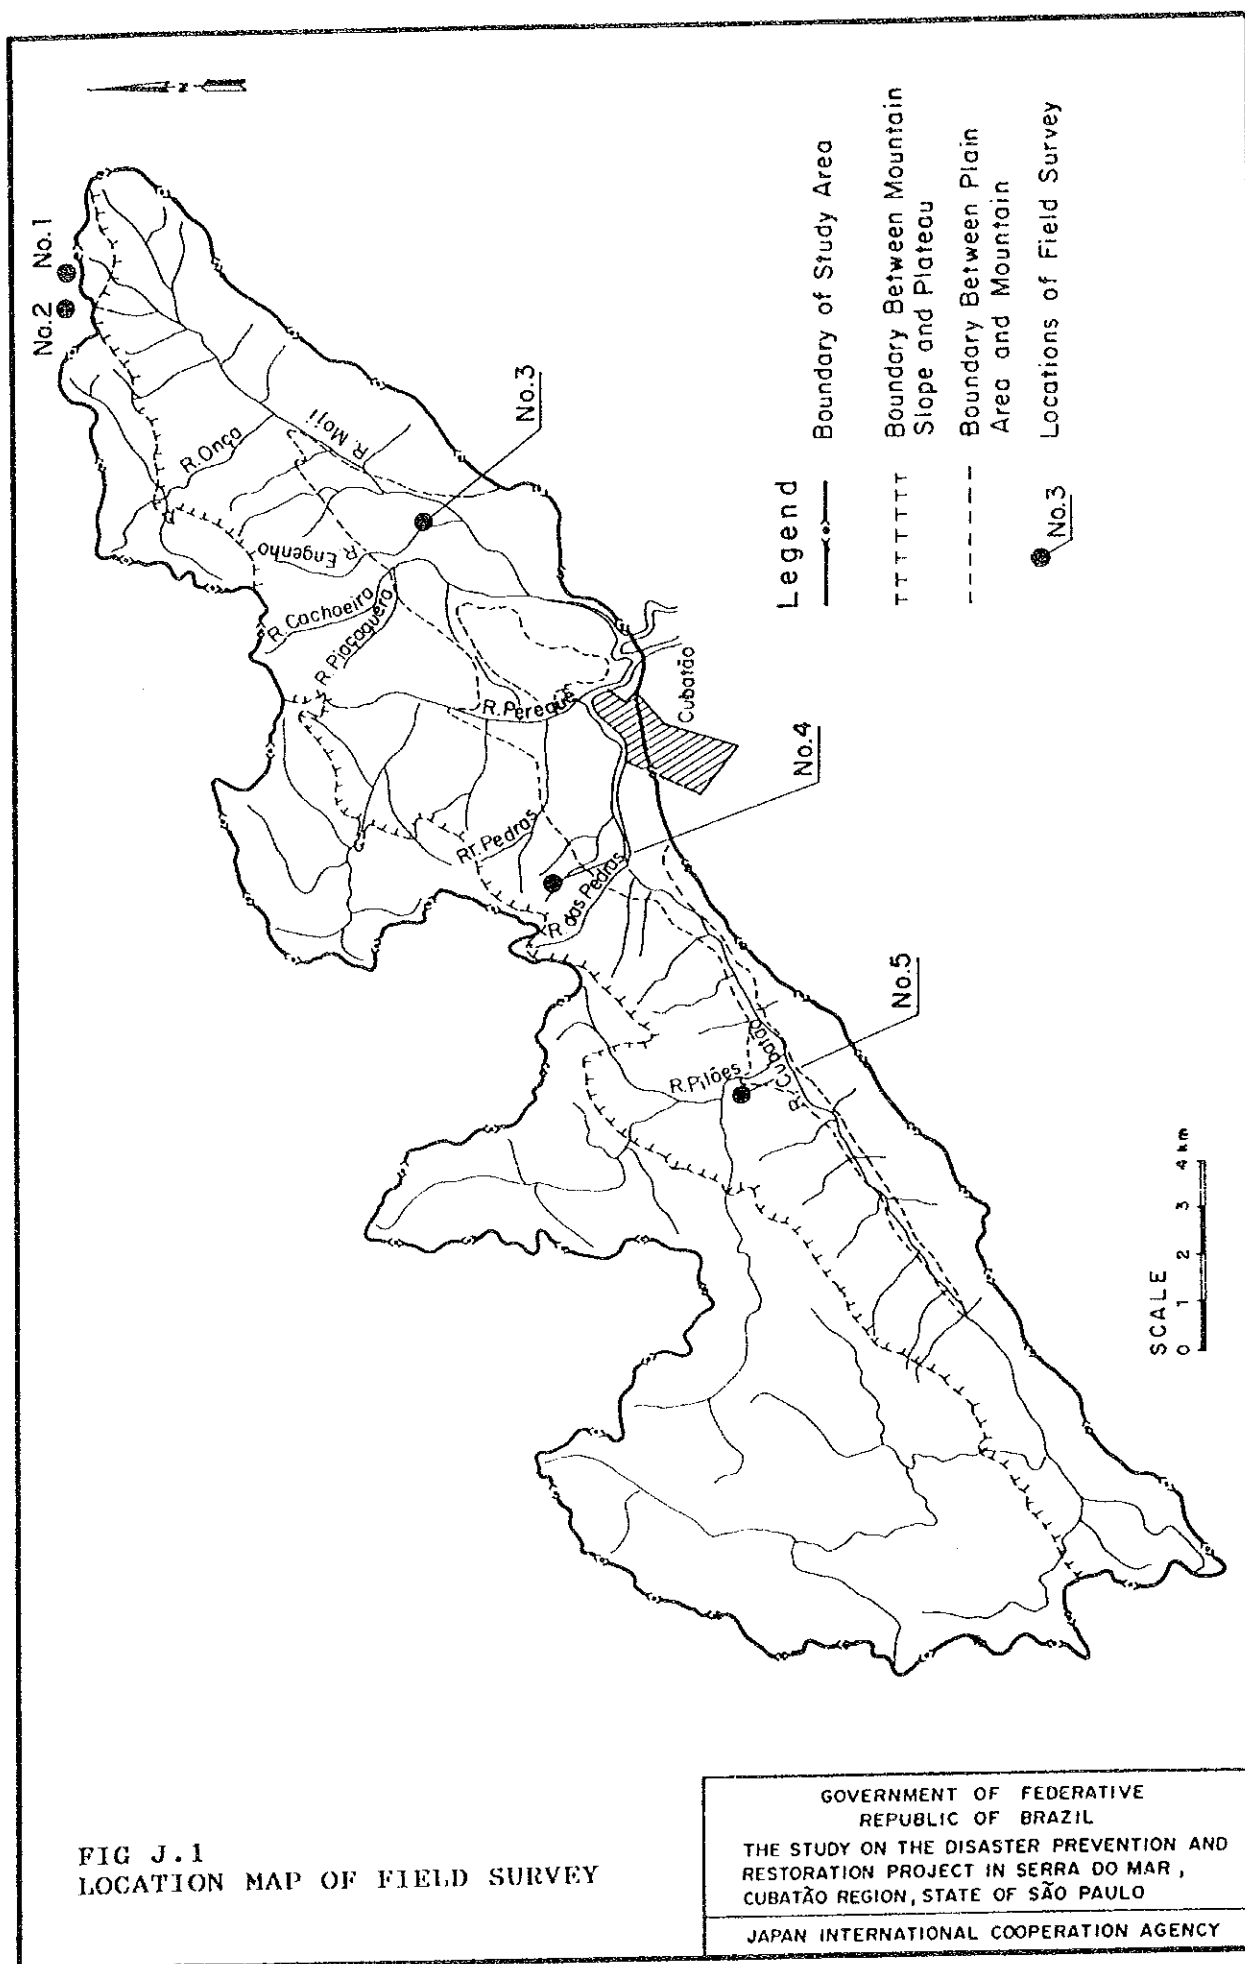 z
No.1
No.2
No.3
R. Onça
R. Moji
R. Engenho
R. Cachoeira
R. Piaçaguera
R. Perequê
Cubatão
No.4
Rr. Pedras
R. das Pedras
No.5
R. Pilões
R. Cubatão
Legend
Boundary of Study Area
Boundary Between Mountain
Slope and Plateau
Boundary Between Plain
Area and Mountain
No.3
Locations of Field Survey
SCALE
0 1 2 3 4 km
FIG J.1
LOCATION MAP OF FIELD SURVEY
GOVERNMENT OF FEDERATIVE
REPUBLIC OF BRAZIL
THE STUDY ON THE DISASTER PREVENTION AND
RESTORATION PROJECT IN SERRA DO MAR,
CUBATÃO REGION, STATE OF SÃO PAULO
JAPAN INTERNATIONAL COOPERATION AGENCY